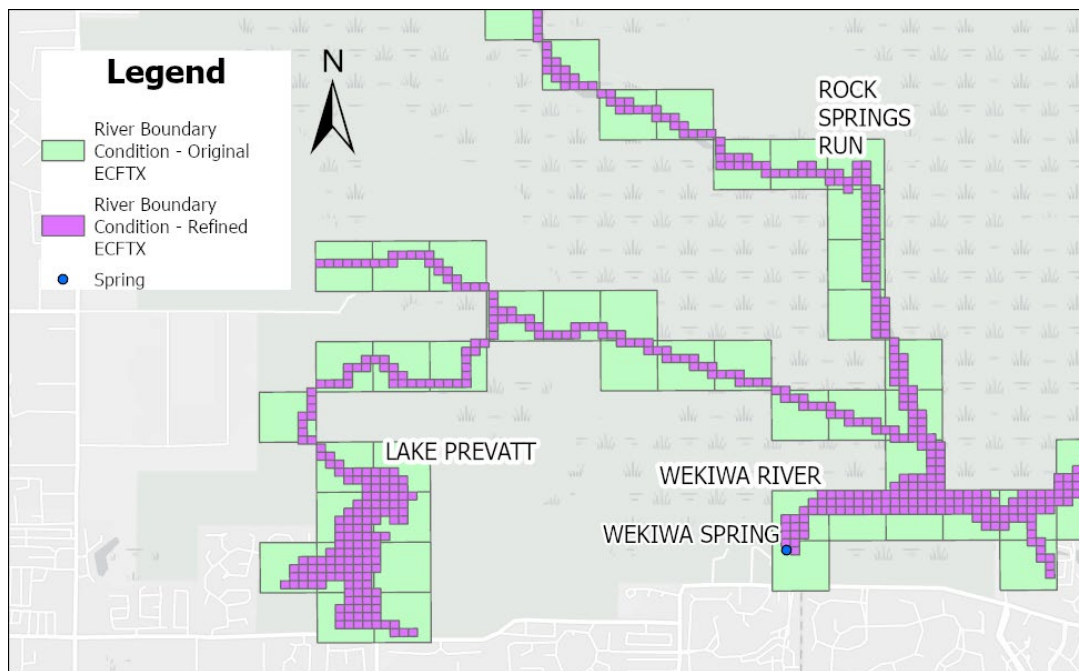 Legend
River Boundary
Condition - Original
ECFTX
River Boundary
Condition - Refined
ECFTX
Spring
N
ROCK
SPRINGS
RUN
LAKE PREVATT
WEKIWA RIVER
WEKIWA SPRING